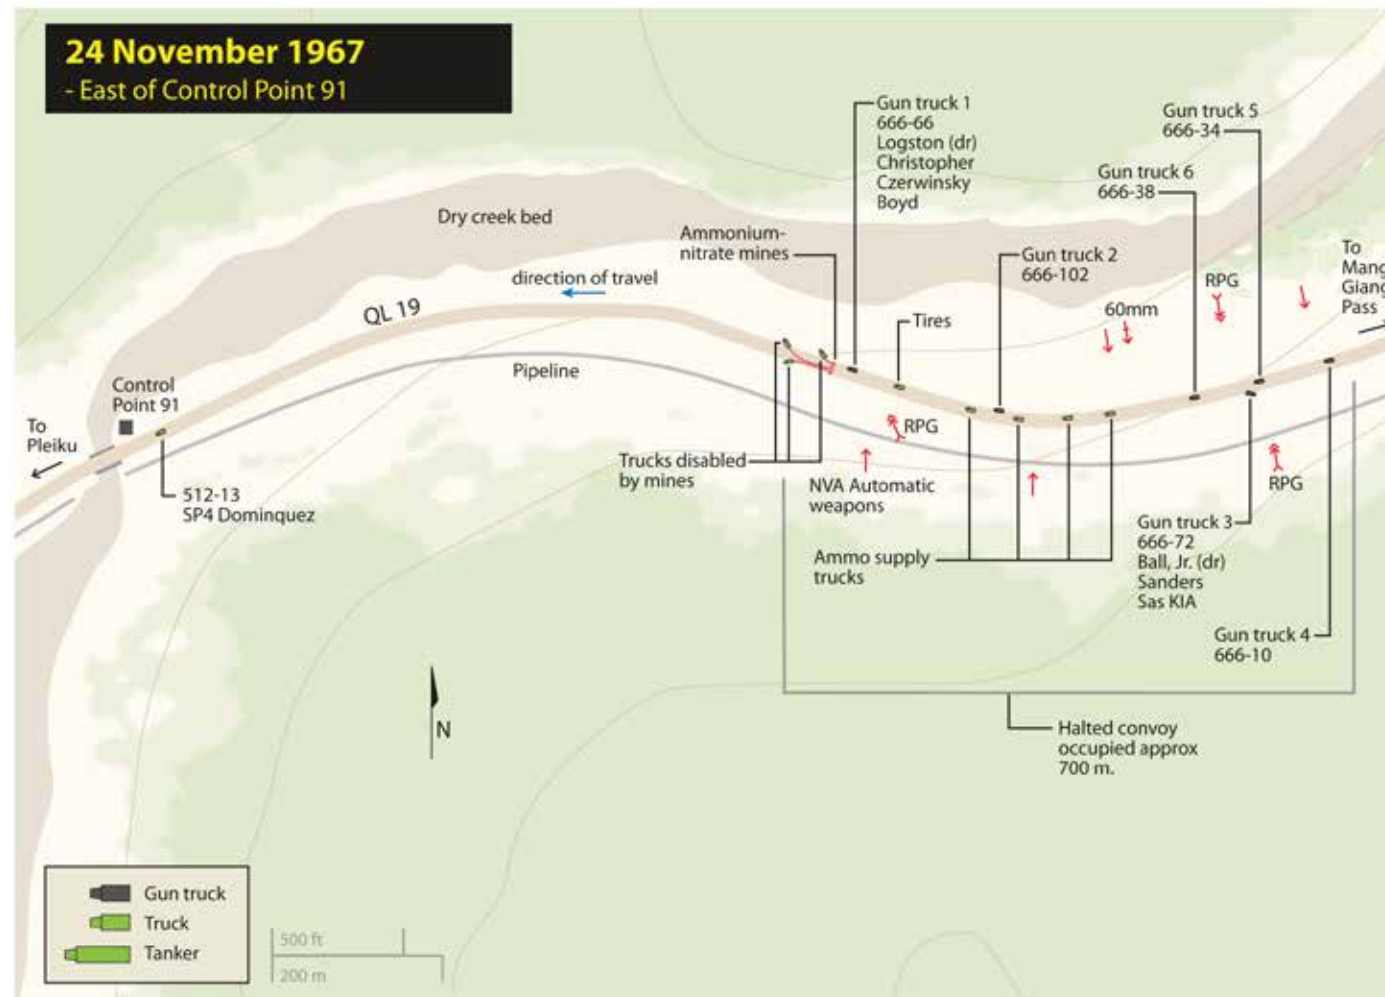 24 November 1967
- East of Control Point 91
Gun truck 1
666-66
Logston (dr)
Christopher
Czerwinsky
Boyd
Gun truck 5
666-34
Gun truck 6
666-38
Dry creek bed
Ammonium-
nitrate mines
Gun truck 2
666-102
To
Mang
Giang
Pass
direction of travel
RPG
60mm
QL 19
Tires
Pipeline
Control
Point 91
To
Pleiku
RPG
Trucks disabled
by mines
NVA Automatic
weapons
RPG
512-13
SP4 Dominquez
Gun truck 3
666-72
Ball, Jr. (dr)
Sanders
Sas KIA
Ammo supply
trucks
Gun truck 4
666-10
N
Halted convoy
occupied approx
700 m.
Gun truck
Truck
Tanker
500 ft
200 m